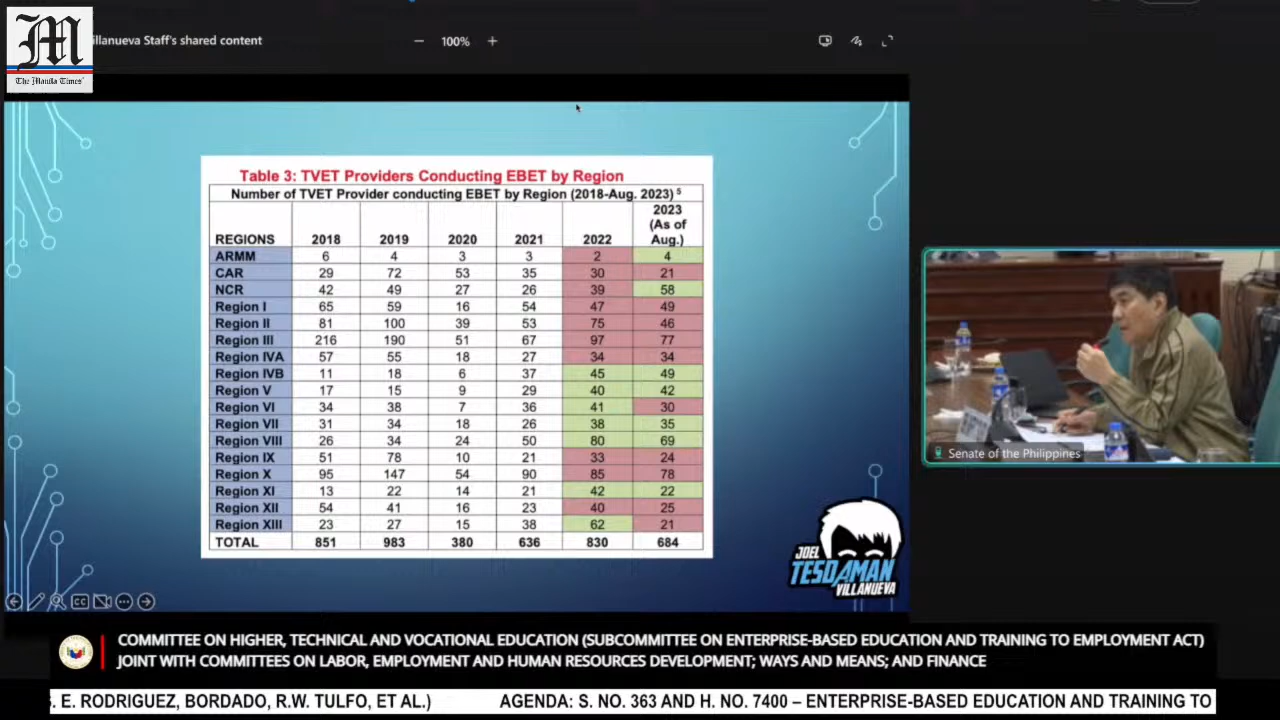 M
The Manila Times
illanueva Staff's shared content
100%
Table 3: TVET Providers Conducting EBET by Region
Number of TVET Provider conducting EBET by Region (2018-Aug. 2023) 5
REGIONS 2018 2019 2020 2021 2022 2023 (As of Aug.)
ARMM 6 4 3 3 2 4
CAR 29 72 53 35 30 21
NCR 42 49 27 26 39 58
Region I 65 59 16 54 47 49
Region II 81 100 39 53 75 46
Region III 216 190 51 67 97 77
Region IVA 57 55 18 27 34 34
Region IVB 11 18 6 37 45 49
Region V 17 15 9 29 40 42
Region VI 34 38 7 36 41 30
Region VII 31 34 18 26 38 35
Region VIII 26 34 24 50 80 69
Region IX 51 78 10 21 33 24
Region X 95 147 54 90 85 78
Region XI 13 22 14 21 42 22
Region XII 54 41 16 23 40 25
Region XIII 23 27 15 38 62 21
TOTAL 851 983 380 636 830 684
JOEL
TESDAMAN
VILLANUEVA
CC
Senate of the Philippines
COMMITTEE ON HIGHER, TECHNICAL AND VOCATIONAL EDUCATION (SUBCOMMITTEE ON ENTERPRISE-BASED EDUCATION AND TRAINING TO EMPLOYMENT ACT)
JOINT WITH COMMITTEES ON LABOR, EMPLOYMENT AND HUMAN RESOURCES DEVELOPMENT; WAYS AND MEANS; AND FINANCE
. E. RODRIGUEZ, BORDADO, R.W. TULFO, ET AL.) AGENDA: S. NO. 363 AND H. NO. 7400 – ENTERPRISE-BASED EDUCATION AND TRAINING TO